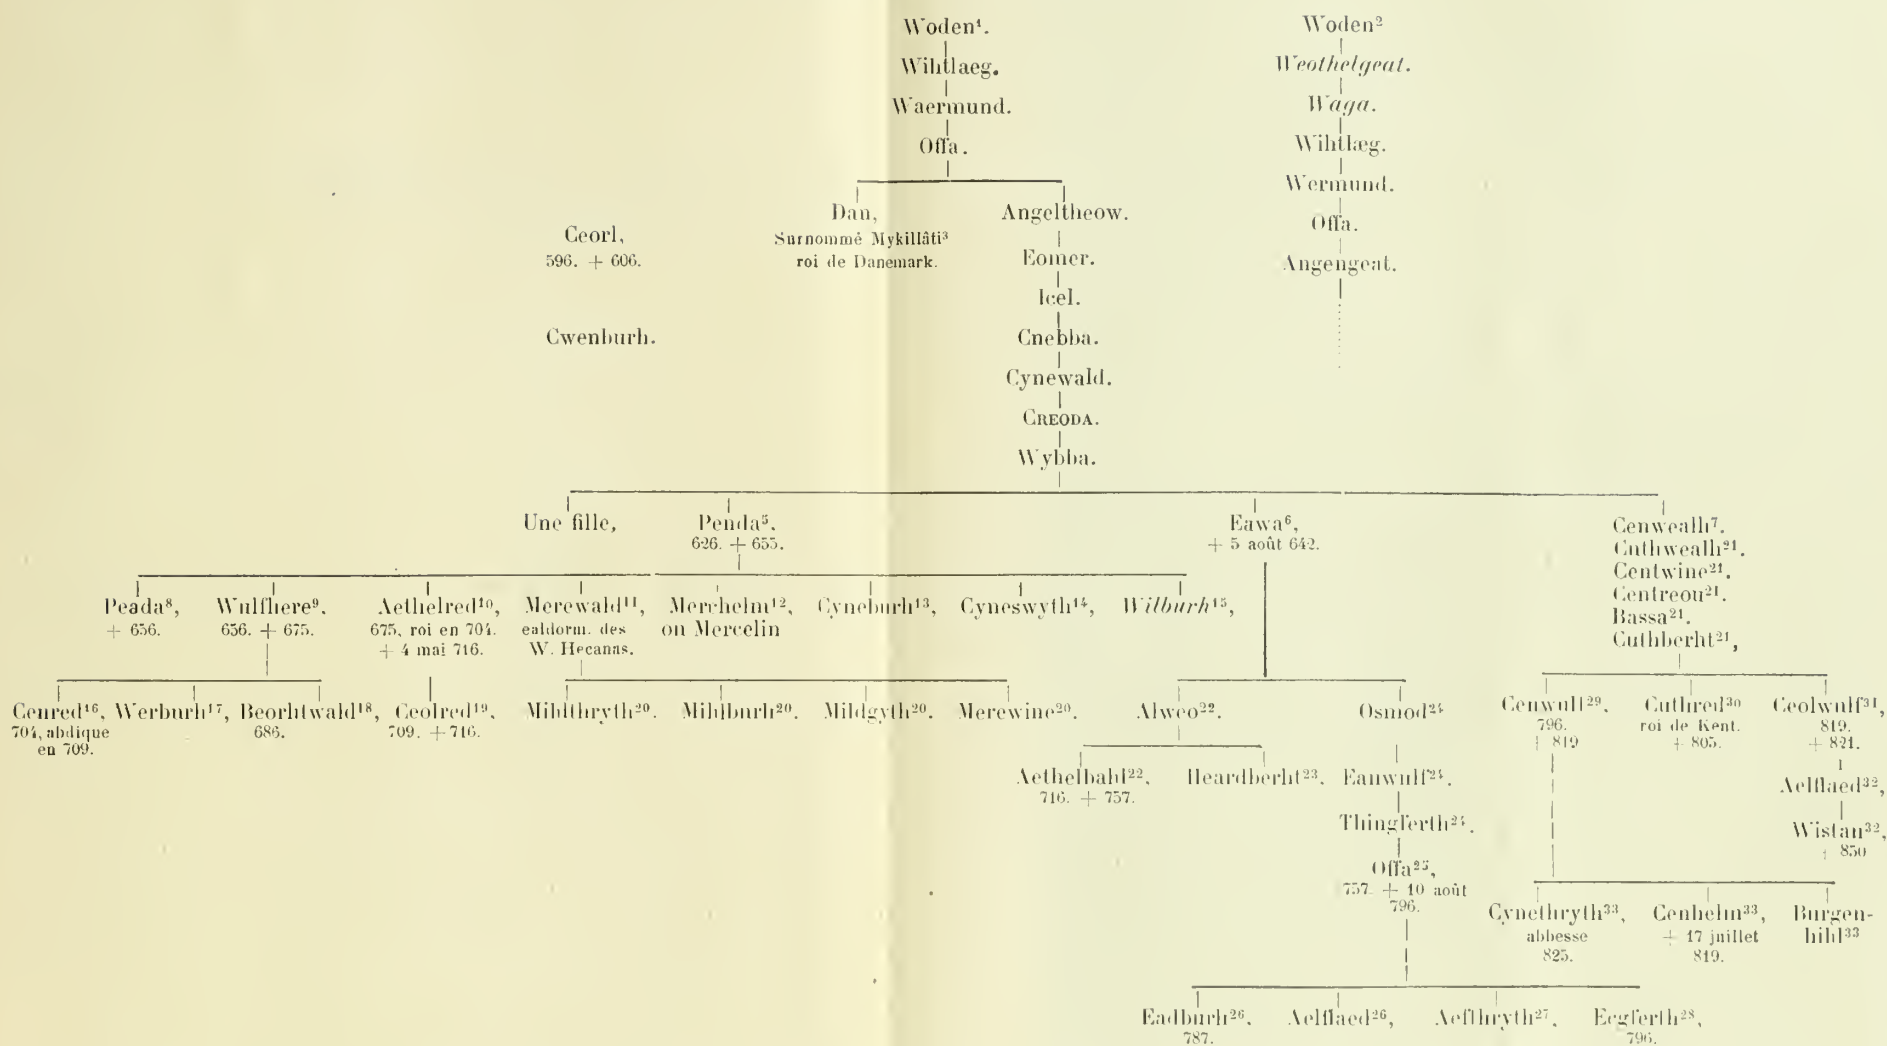 Woden¹. Woden²
Wihtlaeg. Weothelgeat.
Waermund. Waga.
Offa. Wihtlæg.
Wermund.
Dan, Angeltheow.
Offa.
Ceorl, Surnommé Mykillâti³
596. + 606. roi de Danemark. Eomer. Angengeat.
Icel.
Cwenburh. Cnebba.
Cynewald.
CREODA.
Wybba.
Une fille, Penda⁵, Eawa⁶, Cenwealh⁷.
626. + 655. + 5 août 642. Cuthwealh²¹.
Centwine²¹.
Centreou²¹.
Bassa²¹.
Cuthberht²¹,
Peada⁸, Wulfhere⁹, Aethelred¹⁰, Merewald¹¹, Merchelm¹², Cyneburh¹³, Cyneswyth¹⁴, Wilburh¹⁵,
+ 656. 656. + 675. 675, roi en 704. ealdorm. des ou Mercelin
+ 4 mai 716. W. Hecanas.
Cenred¹⁶, Werburh¹⁷, Beorhtwald¹⁸, Ceolred¹⁹, Mihlthryth²⁰. Mihlburh²⁰. Mildgyth²⁰. Merewine²⁰. Alweo²². Osmod²⁴ Cenwulf²⁹, Cuthred³⁰ Ceolwulf³¹,
704, abdique 686. 709. + 716. 796. roi de Kent. 819.
en 709. + 819 + 805. + 821.
Aethelbahl²², Heardberht²³, Eanwulf²⁴. Aelflaed³²,
716. + 757.
Thingferth²⁴. Wistan³²,
+ 850
Offa²⁵,
757. + 10 août
796.
Cynethryth³³, Cenhelm³³, Burgen-
abbesse + 17 juillet hihl³³
825. 819.
Eadburh²⁶, Aelflaed²⁶, Aefthryth²⁷, Ecgferth²⁸,
787. 796.